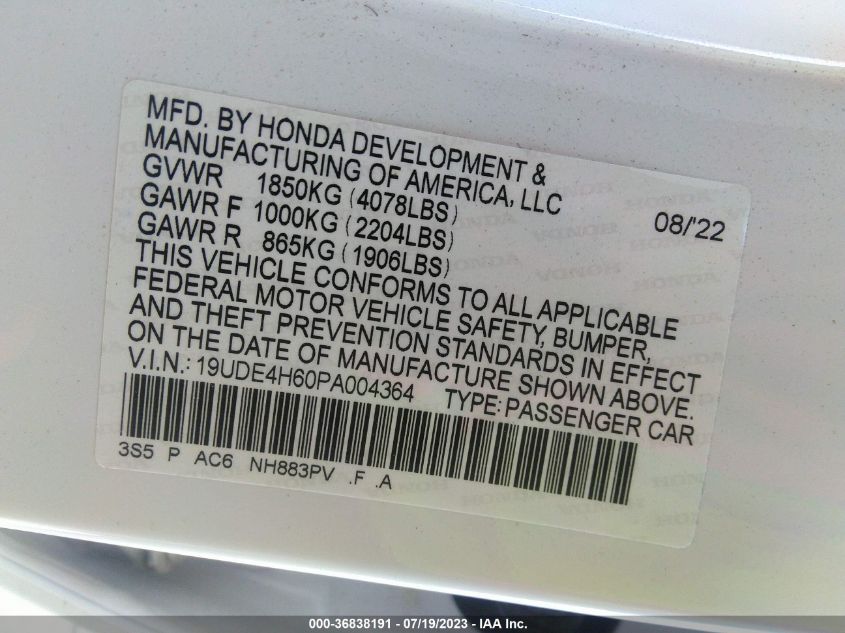 MFD. BY HONDA DEVELOPMENT &
MANUFACTURING OF AMERICA, LLC
GVWR 1850KG (4078LBS) 08/'22
GAWR F 1000KG (2204LBS)
GAWR R 865KG (1906LBS)
THIS VEHICLE CONFORMS TO ALL APPLICABLE
FEDERAL MOTOR VEHICLE SAFETY, BUMPER,
AND THEFT PREVENTION STANDARDS IN EFFECT
ON THE DATE OF MANUFACTURE SHOWN ABOVE.
V.I.N.: 19UDE4H60PA004364 TYPE: PASSENGER CAR
3S5 P AC6 NH883PV .F .A
000-36838191 - 07/19/2023 - IAA Inc.